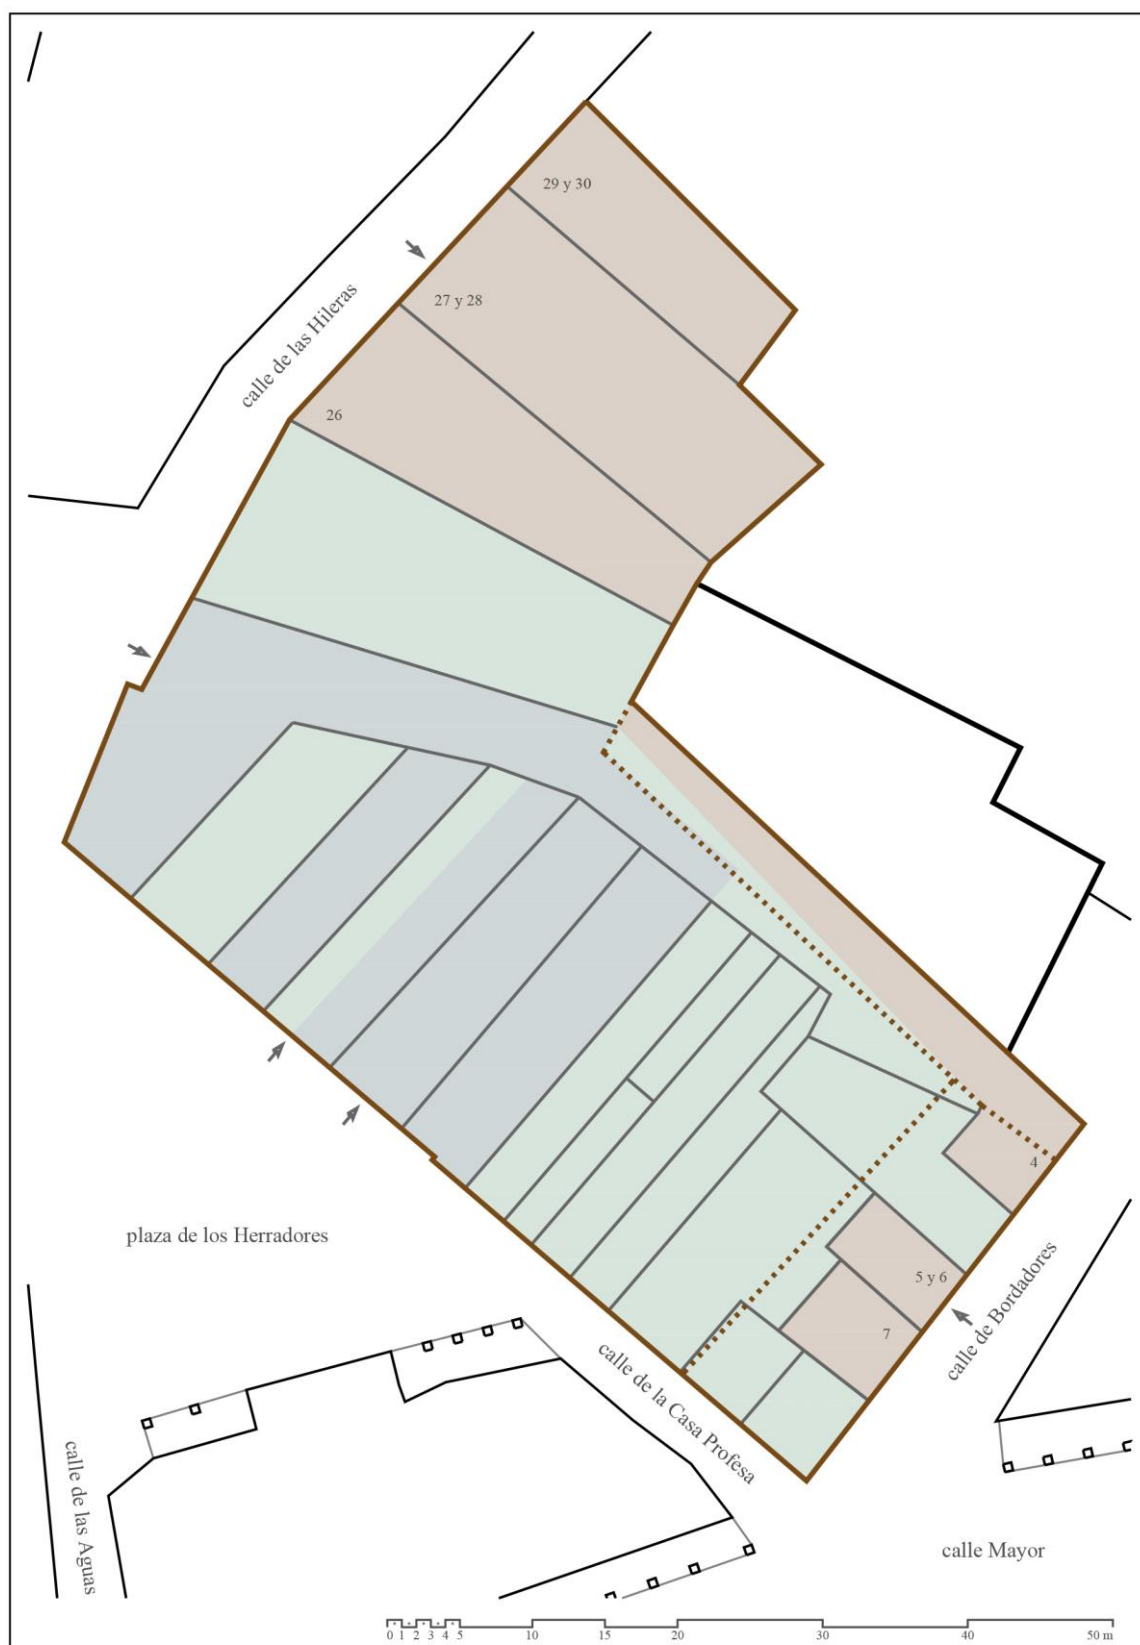 29 y 30
27 y 28
calle de las Hileras
26
4
plaza de los Herradores
5 y 6
7
calle de Bordadores
calle de la Casa Profesa
calle de las Aguas
calle Mayor
0 1 2 3 4 5 10 15 20 30 40 50 m